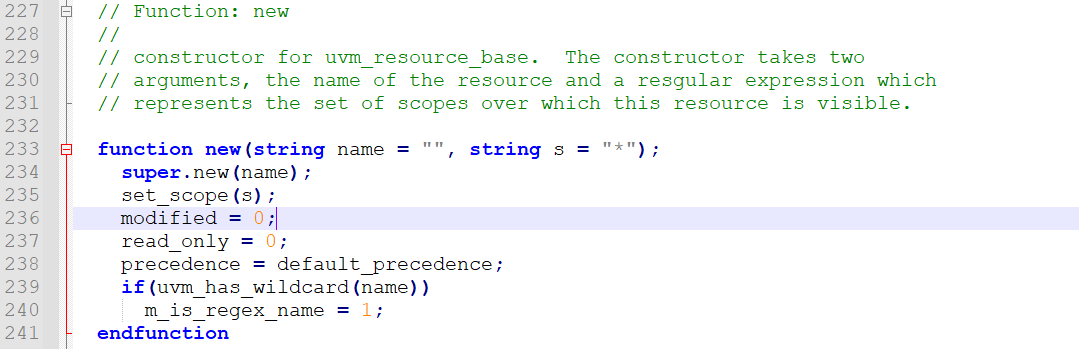 227 // Function: new
228 //
229 // constructor for uvm_resource_base.  The constructor takes two
230 // arguments, the name of the resource and a resgular expression which
231 // represents the set of scopes over which this resource is visible.
232
233 function new(string name = "", string s = "*");
234   super.new(name);
235   set_scope(s);
236   modified = 0;
237   read_only = 0;
238   precedence = default_precedence;
239   if(uvm_has_wildcard(name))
240     m_is_regex_name = 1;
241 endfunction